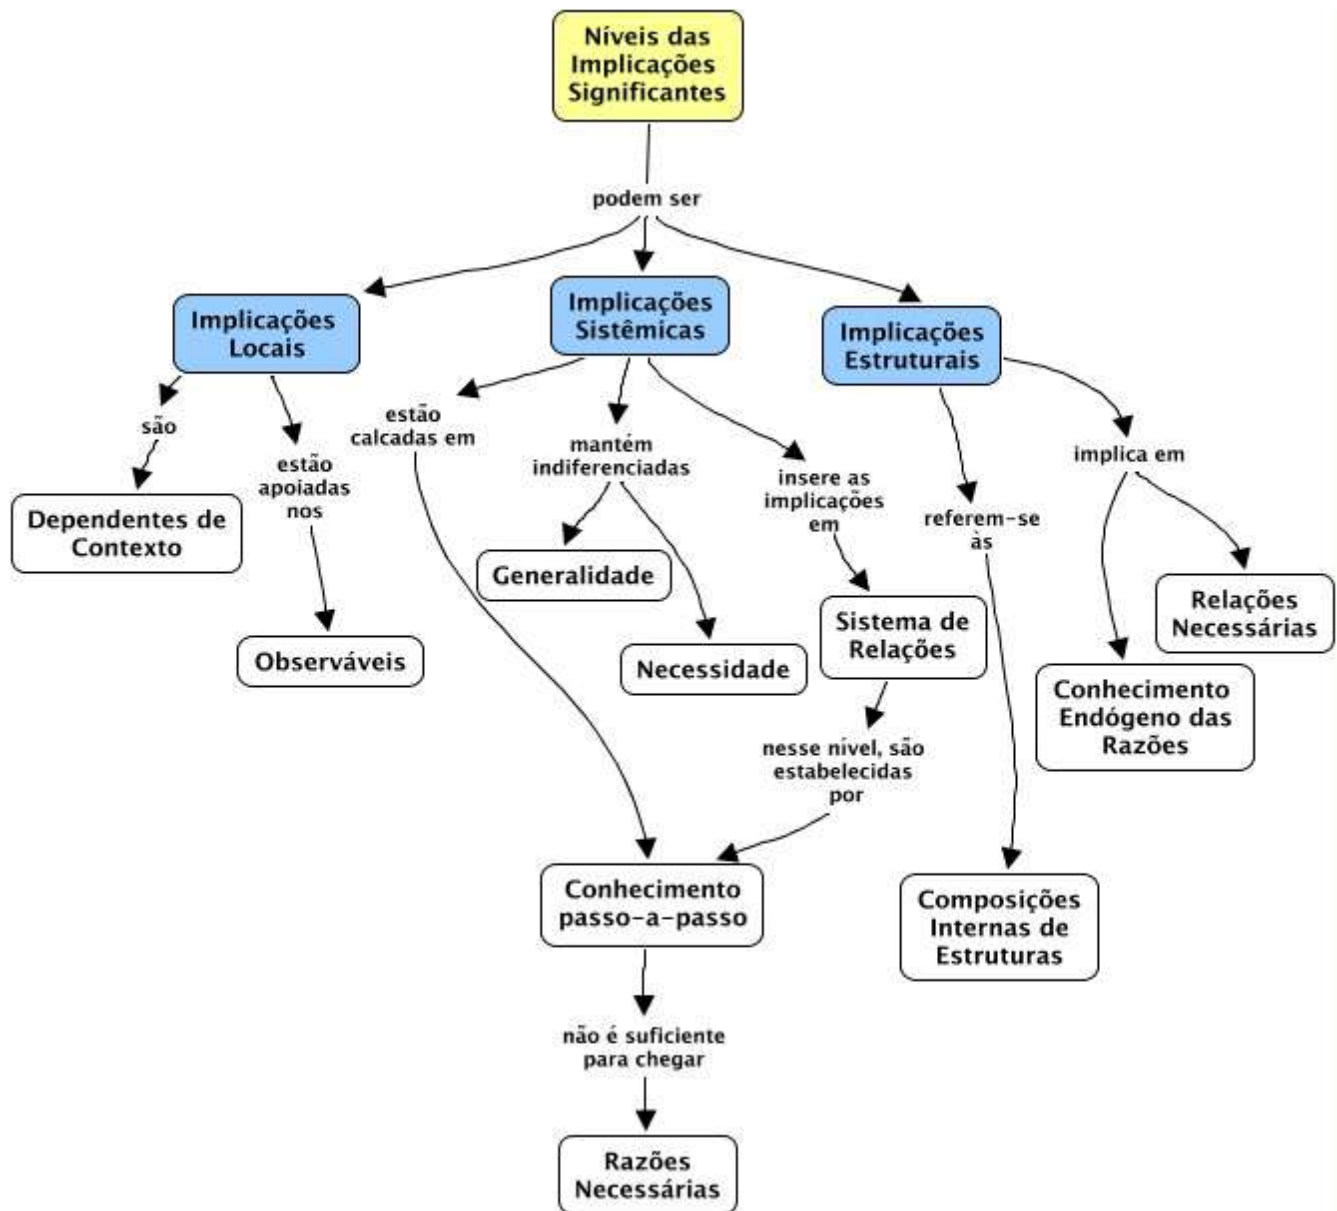 Níveis das
Implicações
Significantes
podem ser
Implicações
Locais
Implicações
Sistêmicas
Implicações
Estruturais
são
estão
apoiadas
nos
estão
calcadas em
mantém
indiferenciadas
insere as
implicações
em
referem-se
às
implica em
Dependentes de
Contexto
Observáveis
Generalidade
Necessidade
Sistema de
Relações
Relações
Necessárias
Conhecimento
Endógeno das
Razões
nesse nível, são
estabelecidas
por
Conhecimento
passo-a-passo
Composições
Internas de
Estruturas
não é suficiente
para chegar
Razões
Necessárias